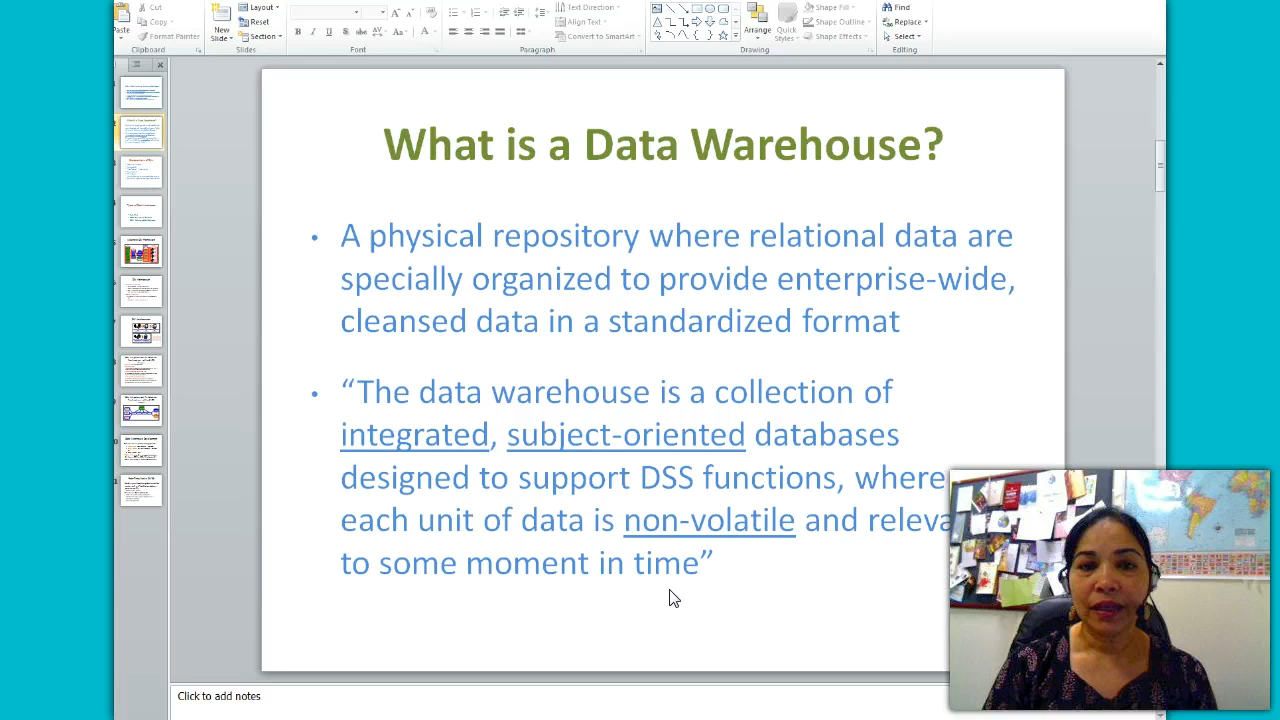 Cut
Copy
Format Painter
Paste
Clipboard
New
Slide
Layout
Reset
Section
Slides
Font
Paragraph
Text Direction
Align Text
Convert to SmartArt
Arrange
Quick
Styles
Shape Fill
Shape Outline
Shape Effects
Drawing
Find
Replace
Select
Editing
What is a Data Warehouse?
• A physical repository where relational data are
specially organized to provide enterprise-wide,
cleansed data in a standardized format
• “The data warehouse is a collection of
integrated, subject-oriented databases
designed to support DSS functions, where
each unit of data is non-volatile and releva
to some moment in time”
Click to add notes